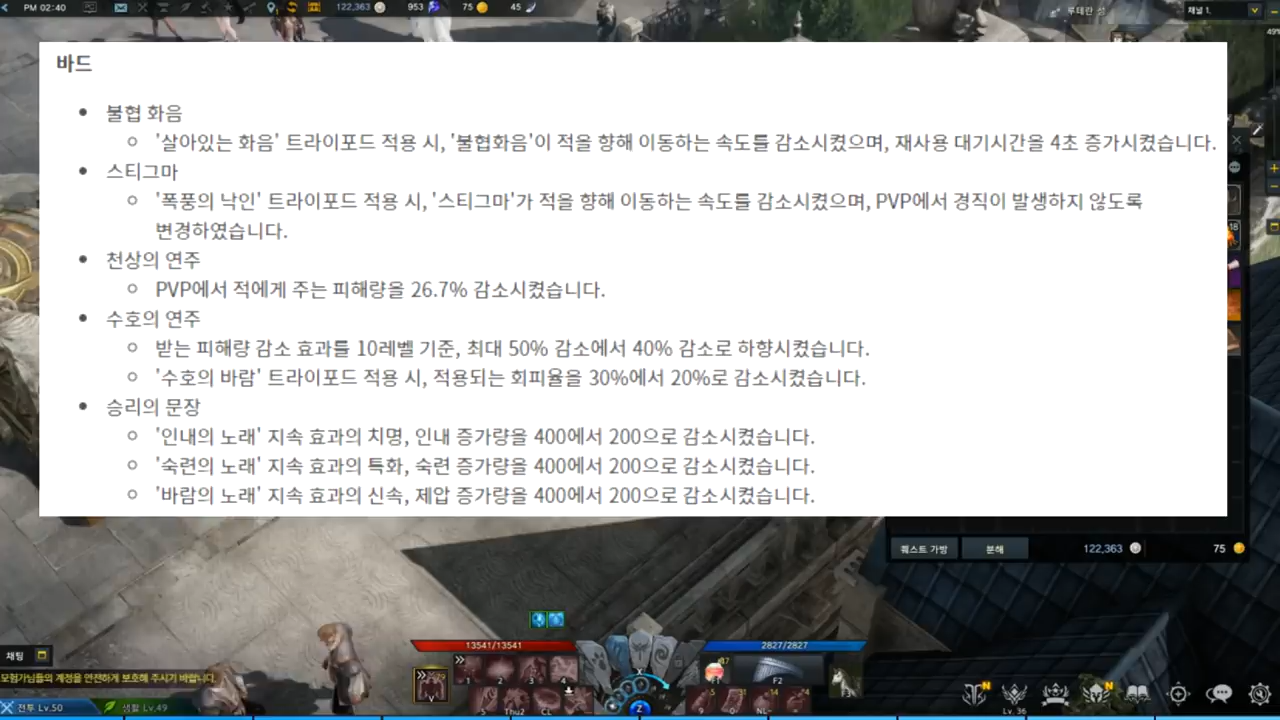 PM 02:40
122,363
953
75
45
루테란 성
채널 1.
49%
바드
불협 화음
'살아있는 화음' 트라이포드 적용 시, '불협화음'이 적을 향해 이동하는 속도를 감소시켰으며, 재사용 대기시간을 4초 증가시켰습니다.
스티그마
'폭풍의 낙인' 트라이포드 적용 시, '스티그마'가 적을 향해 이동하는 속도를 감소시켰으며, PVP에서 경직이 발생하지 않도록
변경하였습니다.
천상의 연주
PVP에서 적에게 주는 피해량을 26.7% 감소시켰습니다.
수호의 연주
받는 피해량 감소 효과를 10레벨 기준, 최대 50% 감소에서 40% 감소로 하향시켰습니다.
'수호의 바람' 트라이포드 적용 시, 적용되는 회피율을 30%에서 20%로 감소시켰습니다.
승리의 문장
'인내의 노래' 지속 효과의 치명, 인내 증가량을 400에서 200으로 감소시켰습니다.
'숙련의 노래' 지속 효과의 특화, 숙련 증가량을 400에서 200으로 감소시켰습니다.
'바람의 노래' 지속 효과의 신속, 제압 증가량을 400에서 200으로 감소시켰습니다.
퀘스트 가방
분해
122,363
75
13541/13541
2827/2827
채팅
모험가님들의 계정을 안전하게 보호해 주시기 바랍니다.
1 2 3 4
F1
F2
F3
V
Z
Thu2
CL
NL
Lv. 36
전투 Lv.50
생활 Lv.49